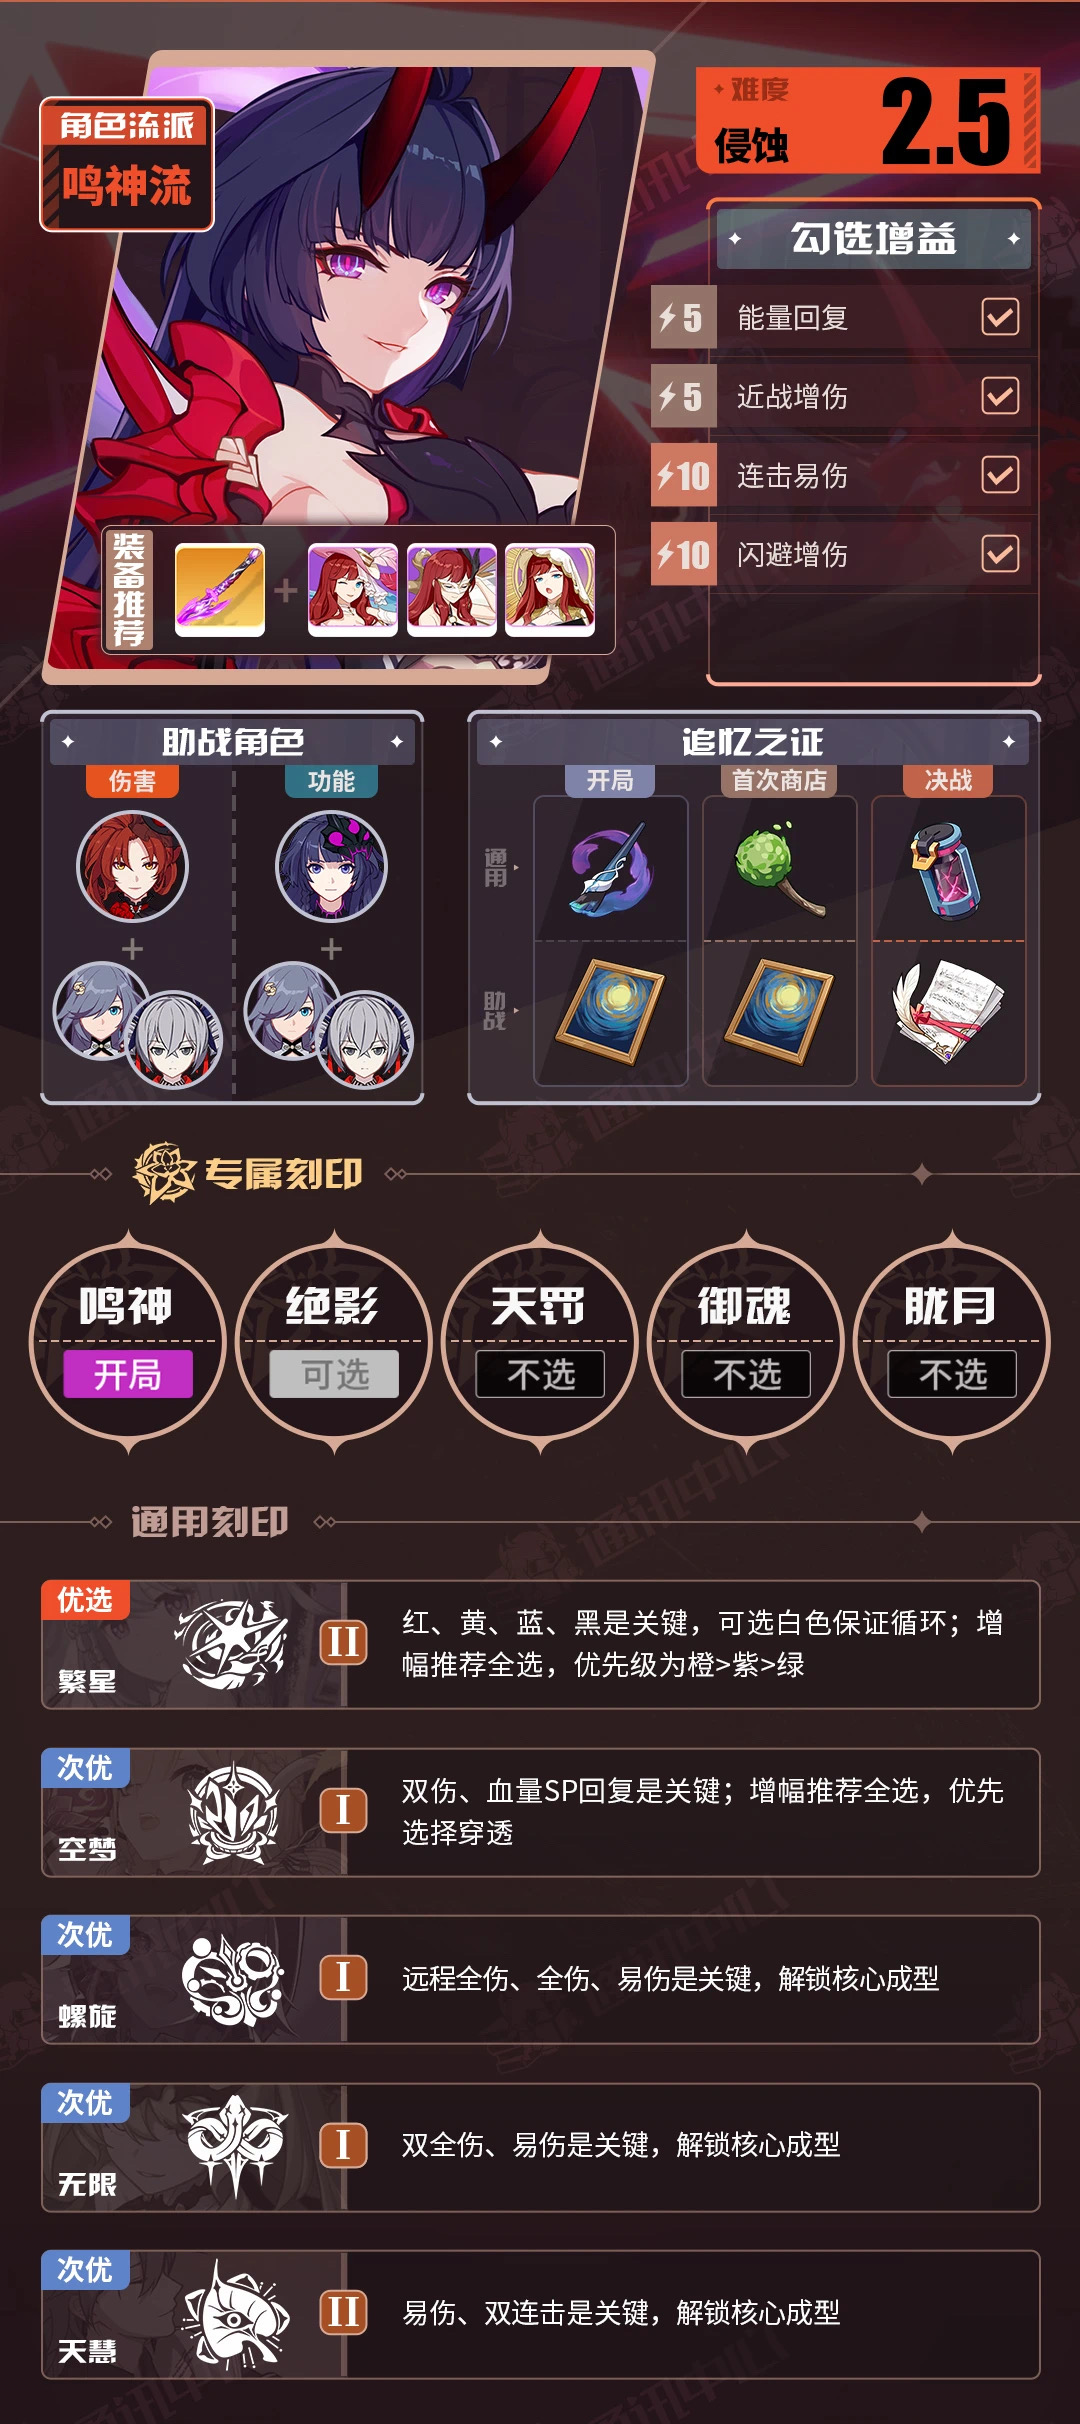 角色流派
鸣神流
难度
侵蚀
2.5
勾选增益
5 能量回复
5 近战增伤
10 连击易伤
10 闪避增伤
装备推荐
助战角色
伤害
功能
追忆之证
开局
首次商店
决战
通用
助战
专属刻印
鸣神
开局
绝影
可选
天罚
不选
御魂
不选
胧月
不选
通用刻印
优选
繁星
II
红、黄、蓝、黑是关键，可选白色保证循环；增
幅推荐全选，优先级为橙>紫>绿
次优
空梦
I
双伤、血量SP回复是关键；增幅推荐全选，优先
选择穿透
次优
螺旋
I
远程全伤、全伤、易伤是关键，解锁核心成型
次优
无限
I
双全伤、易伤是关键，解锁核心成型
次优
天慧
II
易伤、双连击是关键，解锁核心成型
通讯中心